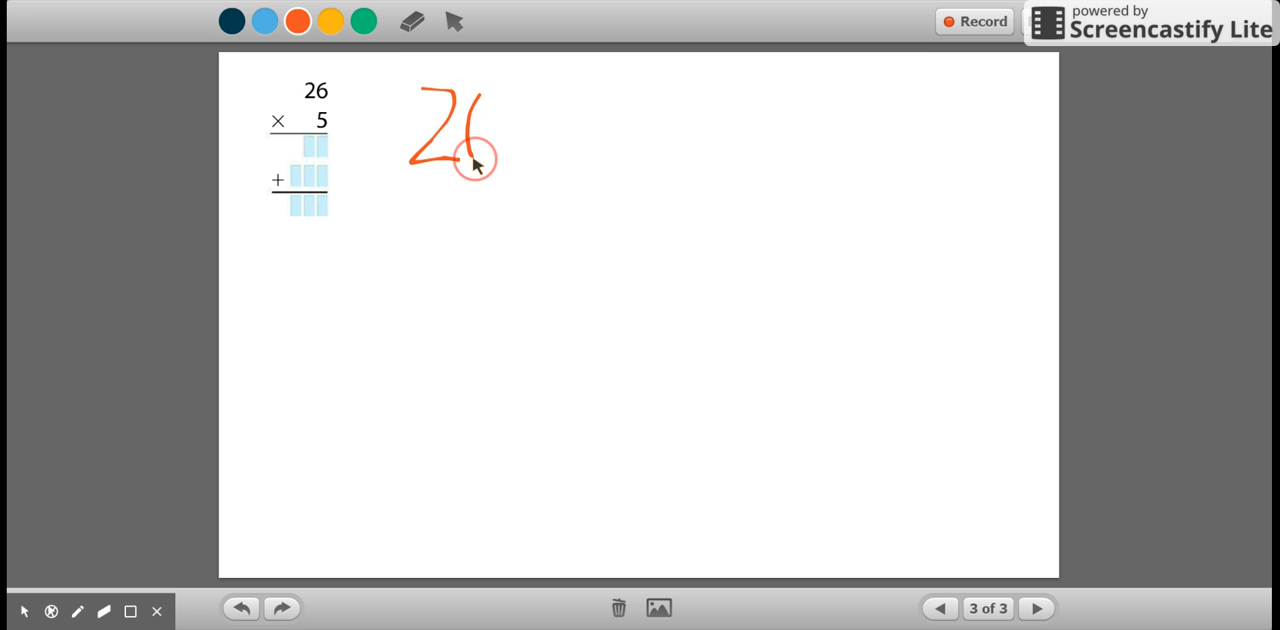 powered by
Record
Screencastify Lite
26
× 5
+
26
3 of 3